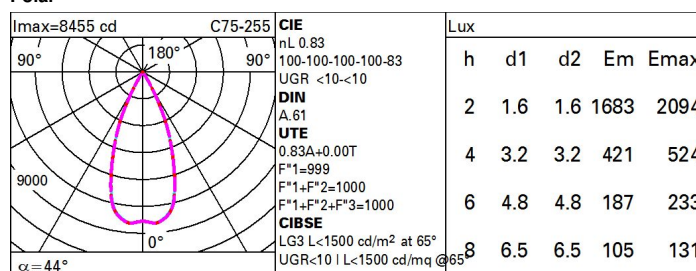 Imax=8455 cd C75-255
90° 180° 90°
9000
0°
α=44°
CIE
nL 0.83
100-100-100-100-83
UGR <10-<10
DIN
A.61
UTE
0.83A+0.00T
F"1=999
F"1+F"2=1000
F"1+F"2+F"3=1000
CIBSE
LG3 L<1500 cd/m² at 65°
UGR<10 | L<1500 cd/mq @65°
Lux
h d1 d2 Em Emax
2 1.6 1.6 1683 2094
4 3.2 3.2 421 524
6 4.8 4.8 187 233
8 6.5 6.5 105 131